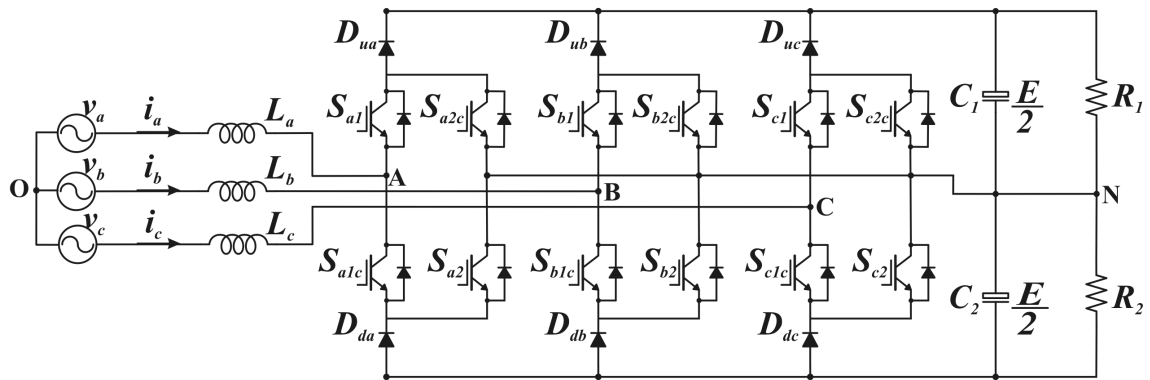 D_ua D_ub D_uc
S_a1 S_a2c S_b1 S_b2c S_c1 S_c2c
C_1 E/2 R_1
v_a i_a L_a
A
O v_b i_b L_b B N
C
v_c i_c L_c
S_a1c S_a2 S_b1c S_b2 S_c1c S_c2
C_2 E/2 R_2
D_da D_db D_dc